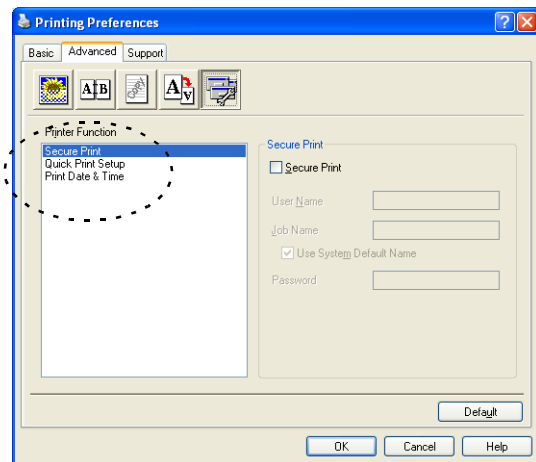 Printing Preferences
Basic Advanced Support
A B
A V
Printer Function
Secure Print
Quick Print Setup
Print Date & Time
Secure Print
Secure Print
User Name
Job Name
Use System Default Name
Password
Default
OK Cancel Help